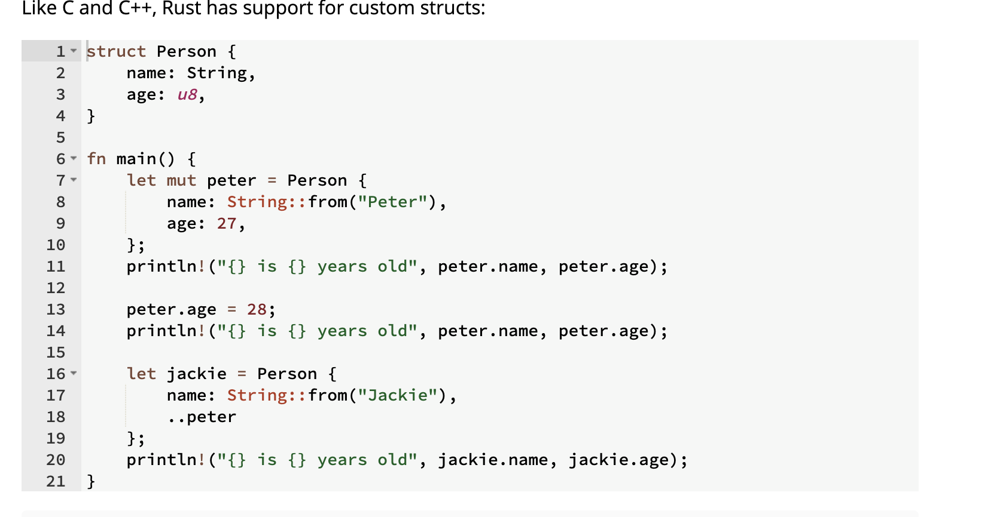 Like C and C++, Rust has support for custom structs:
1 struct Person {
2     name: String,
3     age: u8,
4 }
5
6 fn main() {
7     let mut peter = Person {
8         name: String::from("Peter"),
9         age: 27,
10     };
11     println!("{} is {} years old", peter.name, peter.age);
12
13     peter.age = 28;
14     println!("{} is {} years old", peter.name, peter.age);
15
16     let jackie = Person {
17         name: String::from("Jackie"),
18         ..peter
19     };
20     println!("{} is {} years old", jackie.name, jackie.age);
21 }